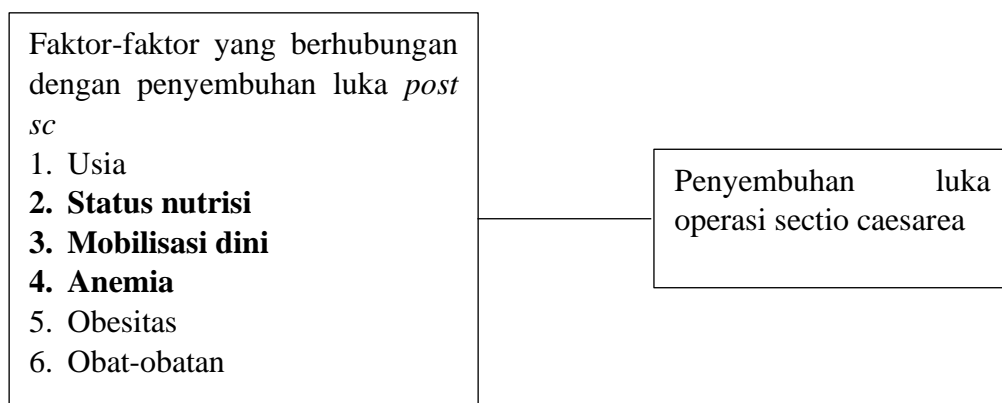 Faktor-faktor yang berhubungan
dengan penyembuhan luka post
sc
1. Usia
2. Status nutrisi
3. Mobilisasi dini
4. Anemia
5. Obesitas
6. Obat-obatan
Penyembuhan luka
operasi sectio caesarea